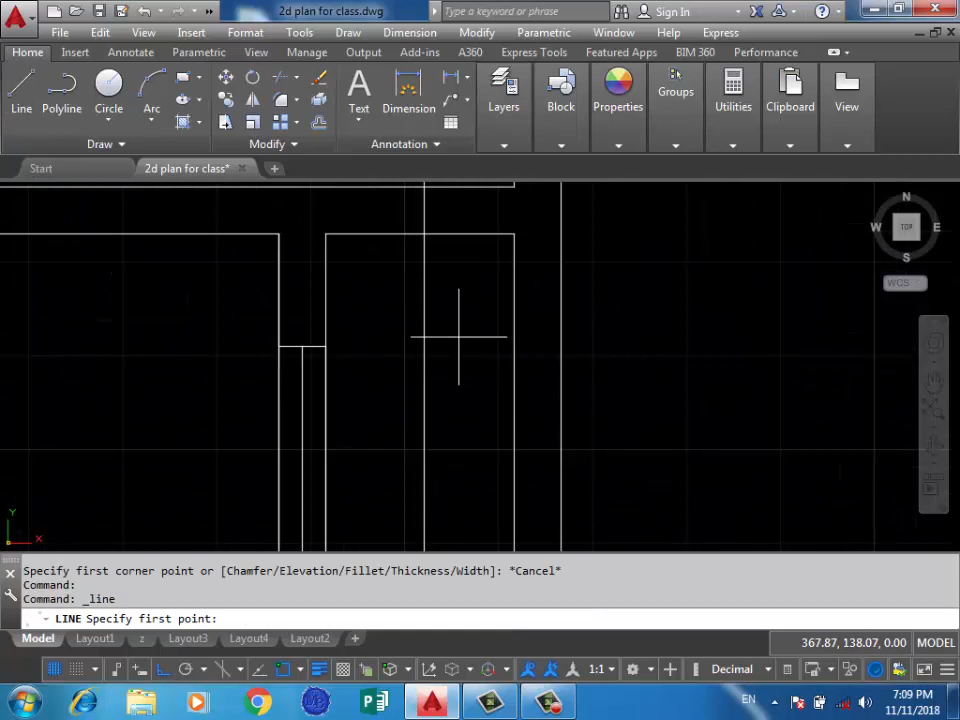 2d plan for class.dwg
Type a keyword or phrase
Sign In
File Edit View Insert Format Tools Draw Dimension Modify Parametric Window Help Express
Home Insert Annotate Parametric View Manage Output Add-ins A360 Express Tools Featured Apps BIM 360 Performance
Line Polyline Circle Arc Text Dimension Layers Block Properties Groups Utilities Clipboard View
Draw Modify Annotation
Start 2d plan for class*
N
W TOP E
S
WCS
Y
X
Specify first corner point or [Chamfer/Elevation/Fillet/Thickness/Width]: *Cancel*
Command:
Command: _line
LINE Specify first point:
Model Layout1 z Layout3 Layout4 Layout2
367.87, 138.07, 0.00 MODEL
1:1 Decimal
EN 7:09 PM
11/11/2018